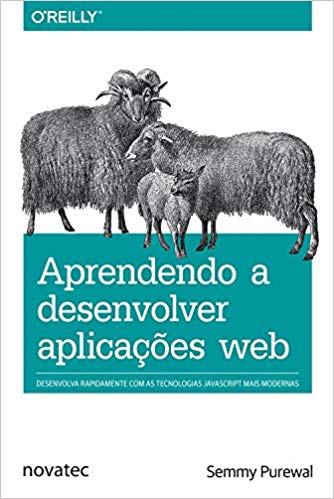 O'REILLY®
Aprendendo a
desenvolver
aplicações web
DESENVOLVA RAPIDAMENTE COM AS TECNOLOGIAS JAVASCRIPT MAIS MODERNAS
novatec
Semmy Purewal